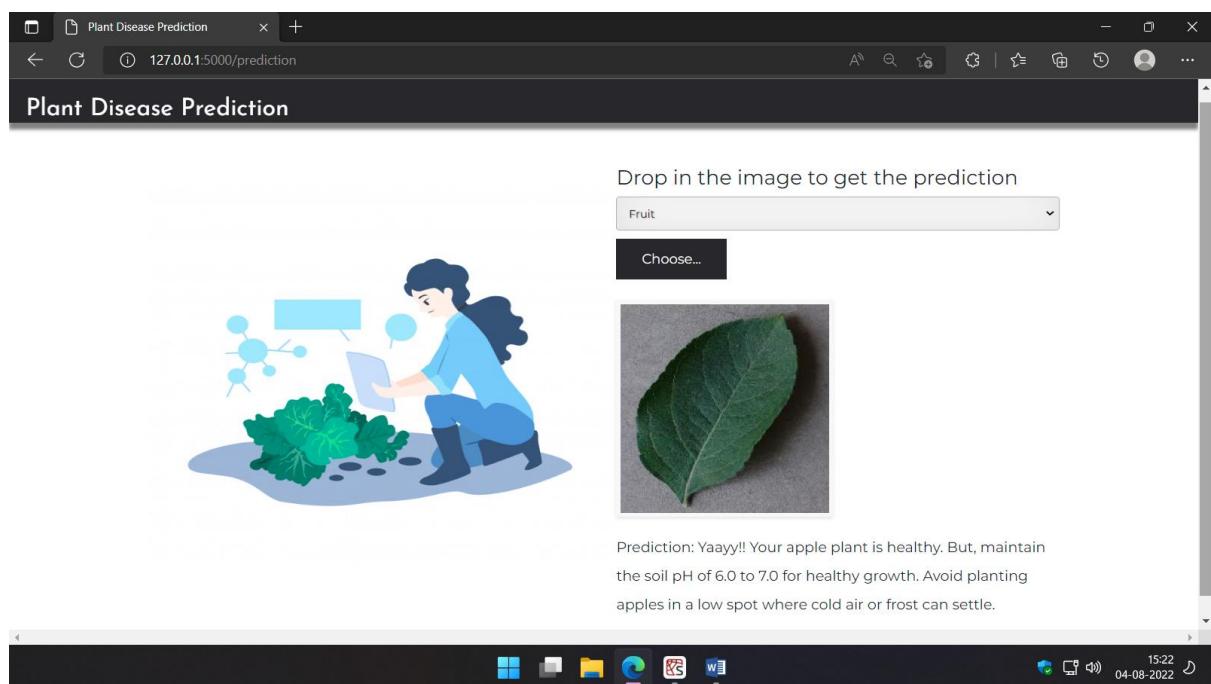 Plant Disease Prediction
127.0.0.1:5000/prediction
Plant Disease Prediction
Drop in the image to get the prediction
Fruit
Choose...
Prediction: Yaayy!! Your apple plant is healthy. But, maintain
the soil pH of 6.0 to 7.0 for healthy growth. Avoid planting
apples in a low spot where cold air or frost can settle.
15:22
04-08-2022